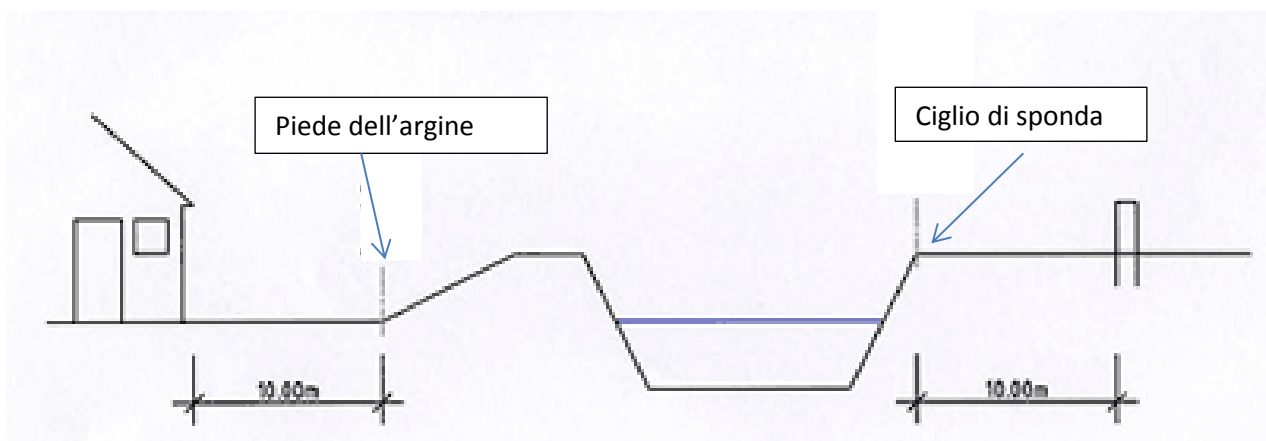 Piede dell’argine
Ciglio di sponda
10.00m
10.00m